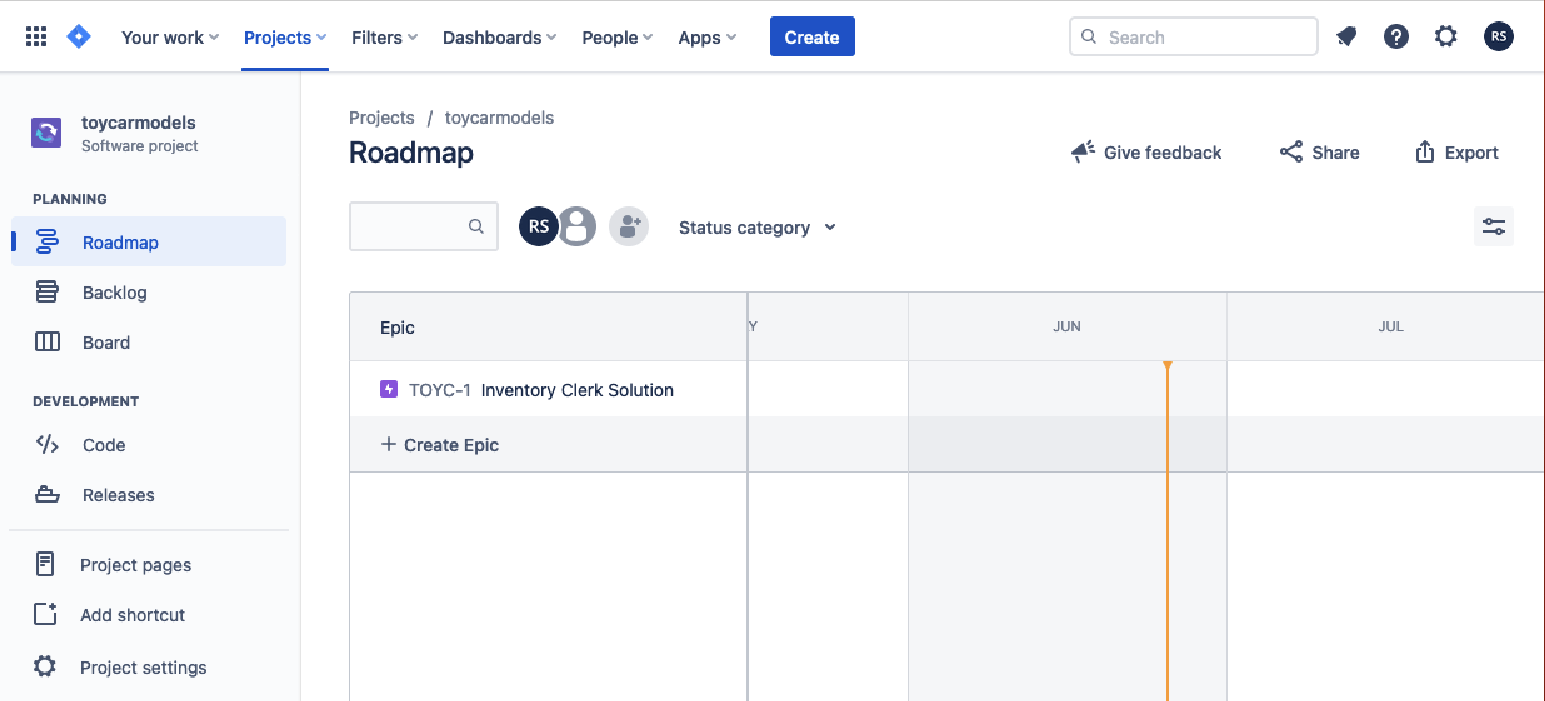 Your work Projects Filters Dashboards People Apps Create Search RS
toycarmodels
Software project
PLANNING
Roadmap
Backlog
Board
DEVELOPMENT
Code
Releases
Project pages
Add shortcut
Project settings
Projects / toycarmodels
Roadmap
Give feedback Share Export
RS Status category
Epic Y JUN JUL
TOYC-1 Inventory Clerk Solution
+ Create Epic